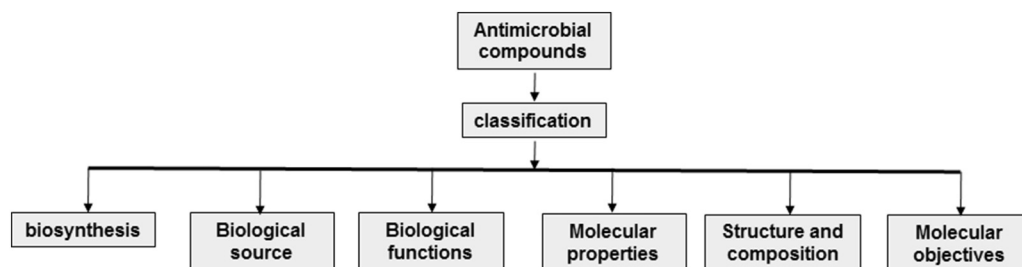 Antimicrobial
compounds
classification
biosynthesis
Biological
source
Biological
functions
Molecular
properties
Structure and
composition
Molecular
objectives